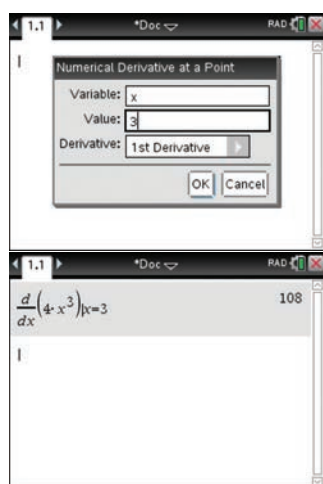 1.1 *Doc RAD
Numerical Derivative at a Point
Variable: x
Value: 3
Derivative: 1st Derivative
OK Cancel
1.1 *Doc RAD
d/dx(4·x³)|x=3 108